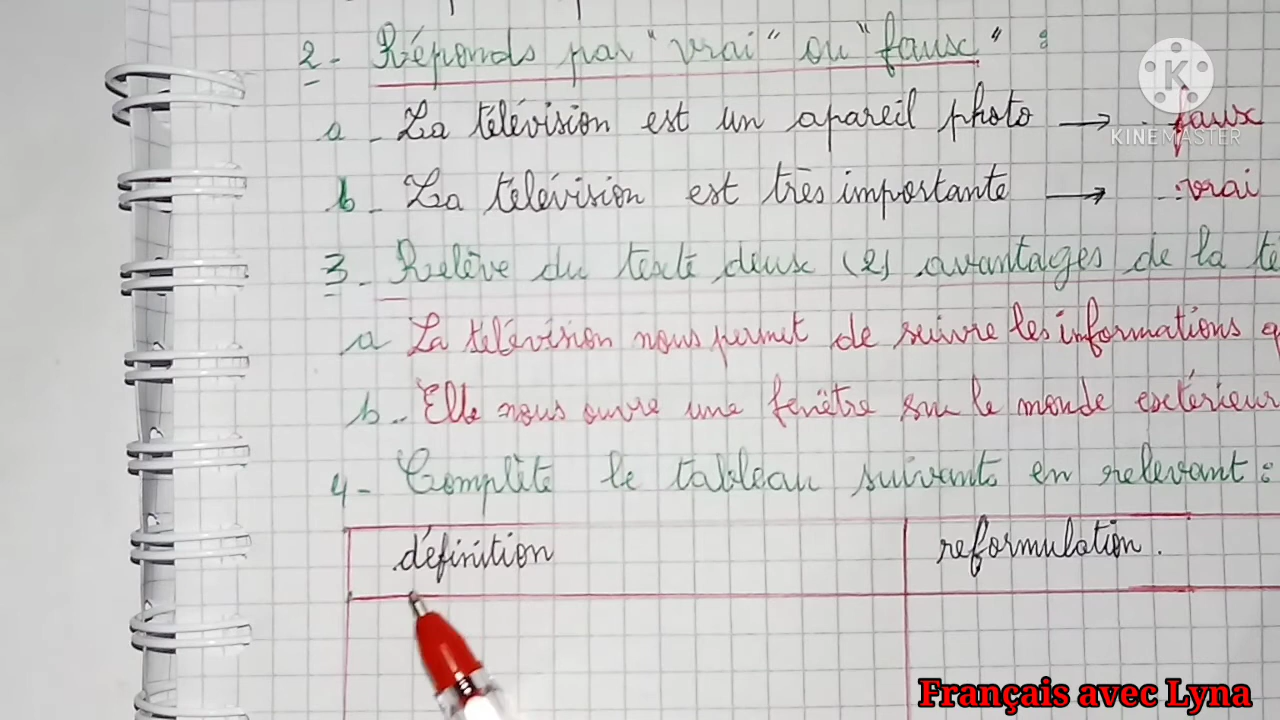 2- Réponds par "vrai" ou "faux" :
a - La télévision est un apareil photo → faux
b - La télévision est très importante → vrai
3 - Relève du texte deux (2) avantages de la té
a La télévision nous permet de suivre les informations q
b - Elle nous ouvre une fenêtre sur le monde extérieur
4 - Complète le tableau suivants en relevant :
définition reformulation.
K
KINEMASTER
Français avec Lyna